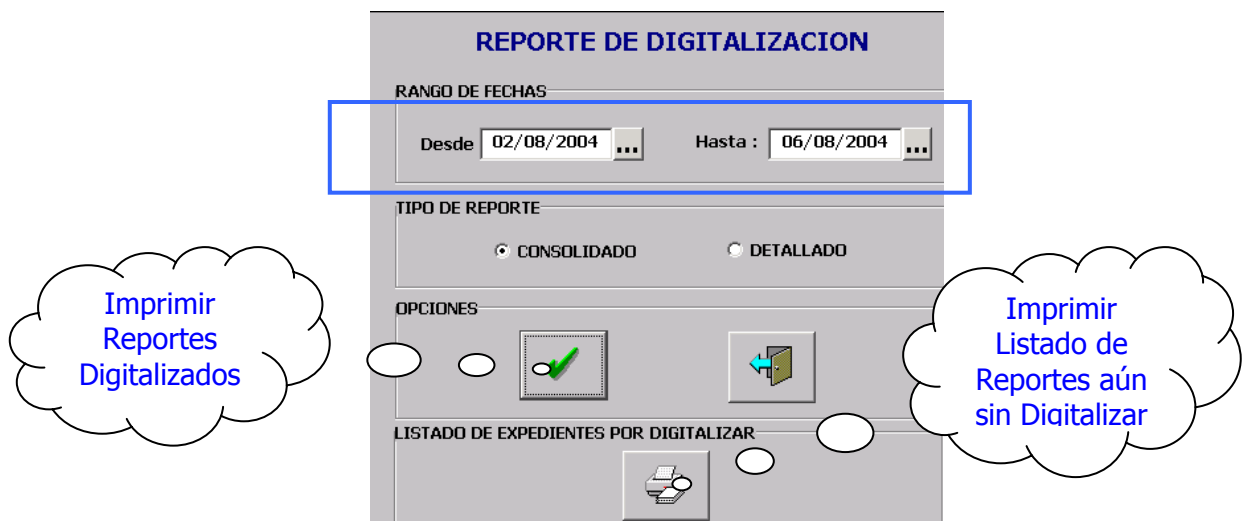 REPORTE DE DIGITALIZACION
RANGO DE FECHAS
Desde 02/08/2004 ... Hasta : 06/08/2004 ...
TIPO DE REPORTE
CONSOLIDADO DETALLADO
Imprimir
Reportes
Digitalizados
OPCIONES
Imprimir
Listado de
Reportes aún
sin Digitalizar
LISTADO DE EXPEDIENTES POR DIGITALIZAR